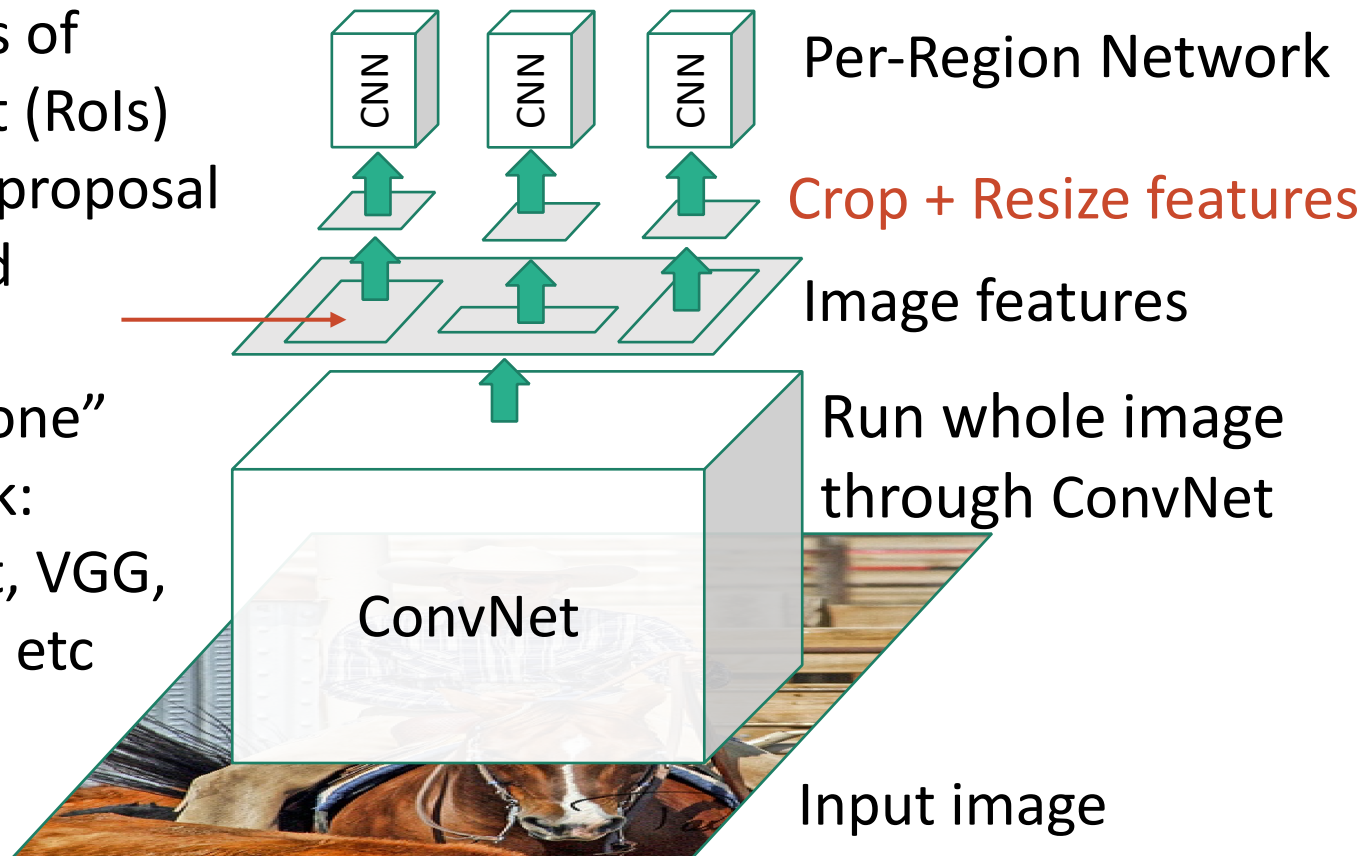 s of
t (RoIs)
proposal
d
one”
k:
t, VGG,
etc
CNN
CNN
CNN
Per-Region Network
Crop + Resize features
Image features
Run whole image
through ConvNet
ConvNet
Input image